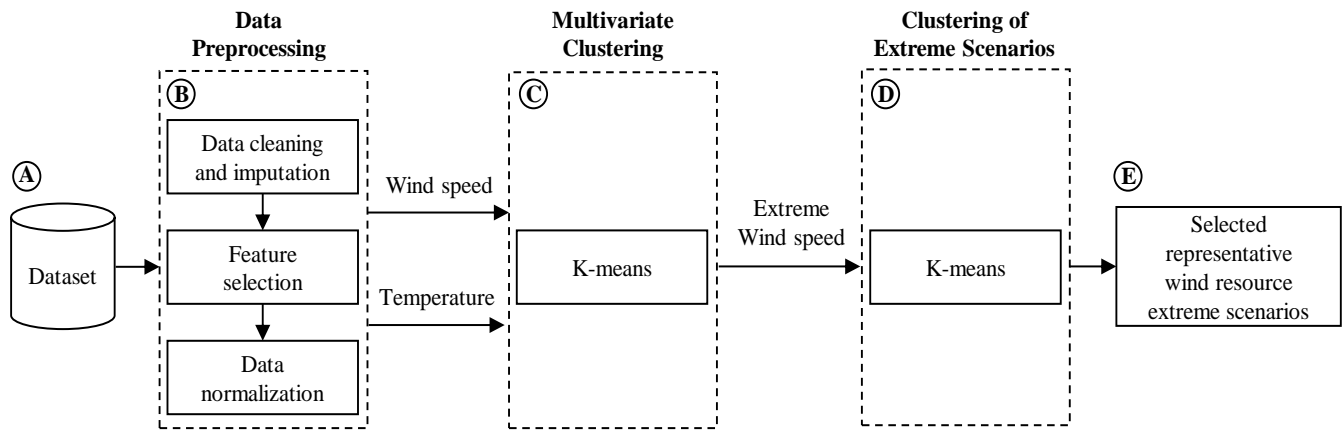 Data
Preprocessing
Multivariate
Clustering
Clustering of
Extreme Scenarios
A
Dataset
B
Data cleaning
and imputation
Feature
selection
Data
normalization
Wind speed
Temperature
C
K-means
Extreme
Wind speed
D
K-means
E
Selected
representative
wind resource
extreme scenarios